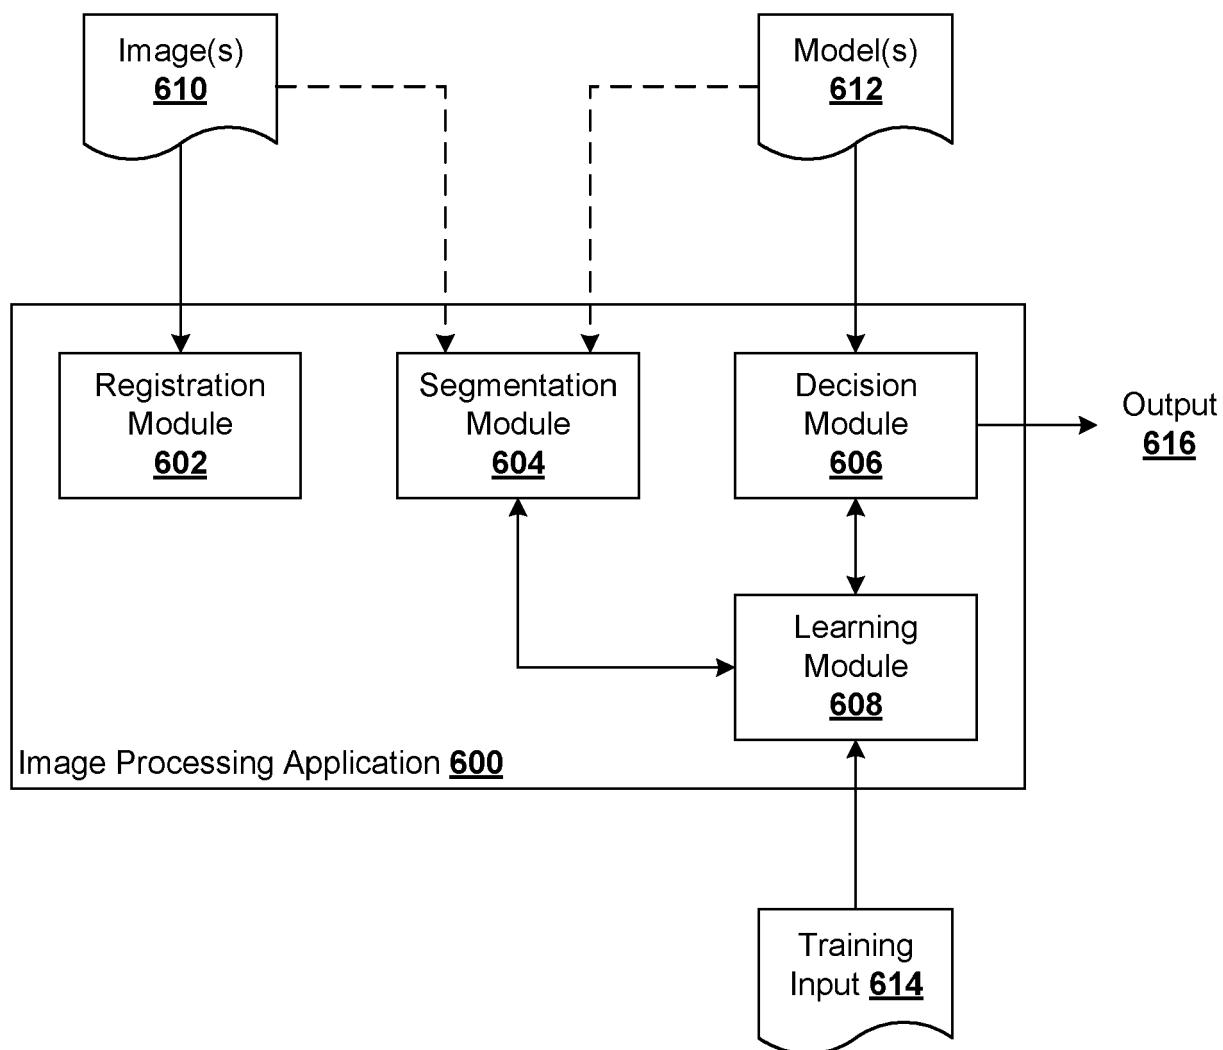 Image(s)
610
Model(s)
612
Registration
Module
602
Segmentation
Module
604
Decision
Module
606
Output
616
Learning
Module
608
Image Processing Application 600
Training
Input 614